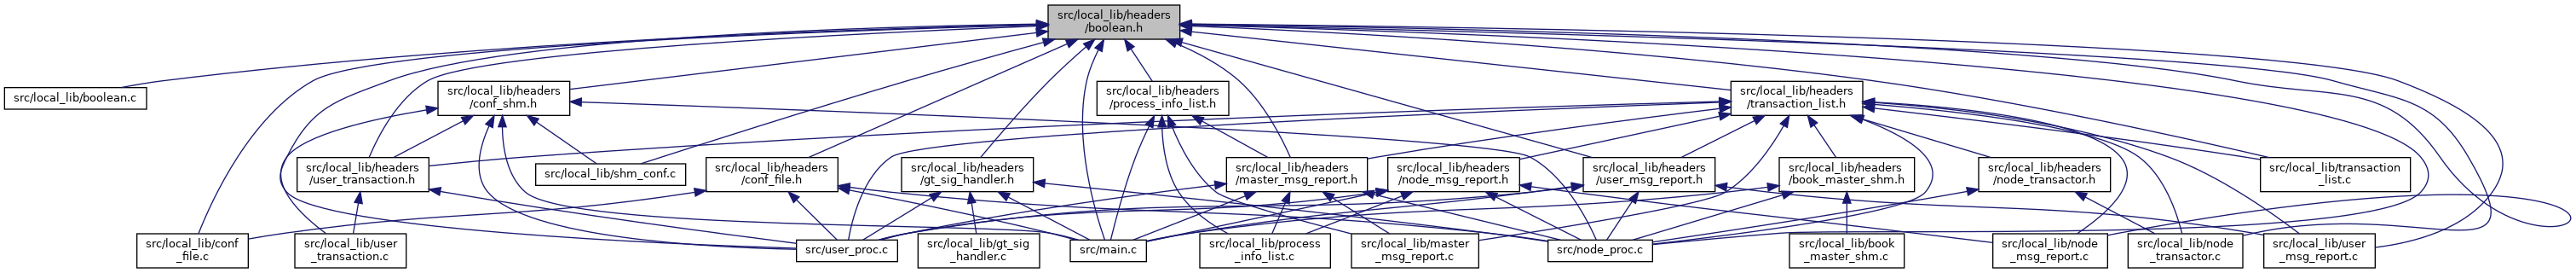 src/local_lib/headers
/boolean.h
src/local_lib/boolean.c
src/local_lib/headers
/conf_shm.h
src/local_lib/headers
/process_info_list.h
src/local_lib/headers
/transaction_list.h
src/local_lib/headers
/user_transaction.h
src/local_lib/shm_conf.c
src/local_lib/headers
/conf_file.h
src/local_lib/headers
/gt_sig_handler.h
src/local_lib/headers
/master_msg_report.h
src/local_lib/headers
/node_msg_report.h
src/local_lib/headers
/user_msg_report.h
src/local_lib/headers
/book_master_shm.h
src/local_lib/headers
/node_transactor.h
src/local_lib/transaction
_list.c
src/local_lib/conf
_file.c
src/local_lib/user
_transaction.c
src/user_proc.c
src/local_lib/gt_sig
_handler.c
src/main.c
src/local_lib/process
_info_list.c
src/local_lib/master
_msg_report.c
src/node_proc.c
src/local_lib/book
_master_shm.c
src/local_lib/node
_msg_report.c
src/local_lib/node
_transactor.c
src/local_lib/user
_msg_report.c